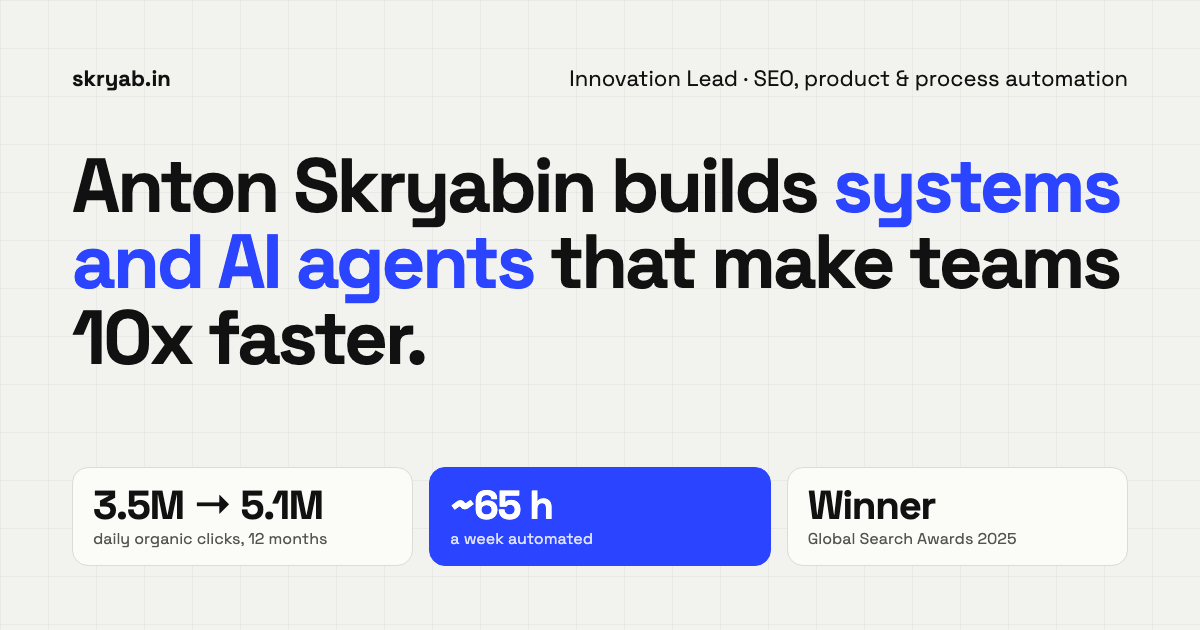 skryab.in
Innovation Lead · SEO, product & process automation
Anton Skryabin builds systems
and AI agents that make teams
10x faster.
3.5M → 5.1M
daily organic clicks, 12 months
~65 h
a week automated
Winner
Global Search Awards 2025